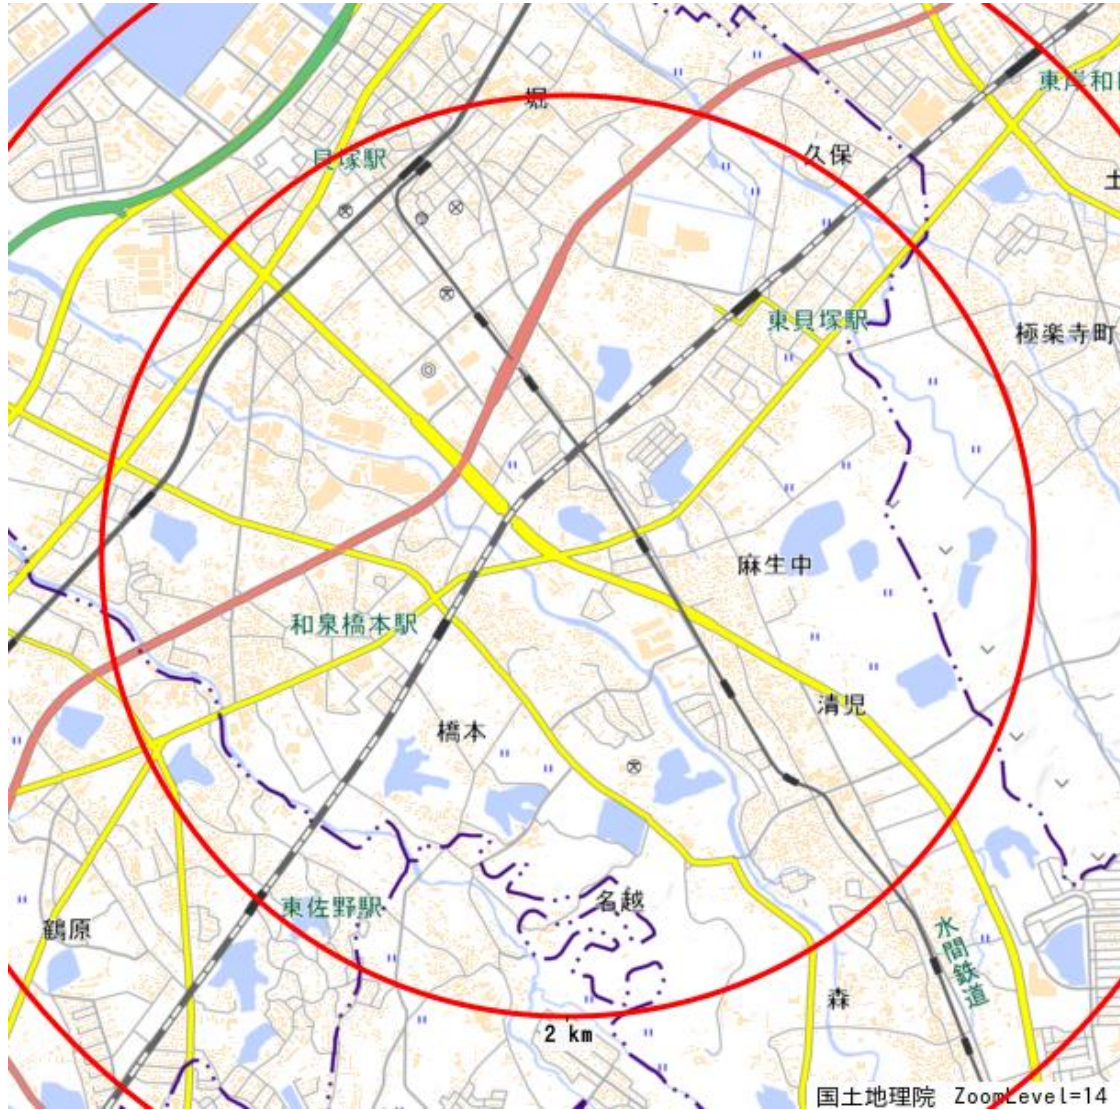 東岸和
堀
貝塚駅
久保
土
東貝塚駅
極楽寺町
麻生中
和泉橋本駅
清児
橋本
東佐野駅
名越
鶴原
水間鉄道
森
2 km
国土地理院 ZoomLevel=14